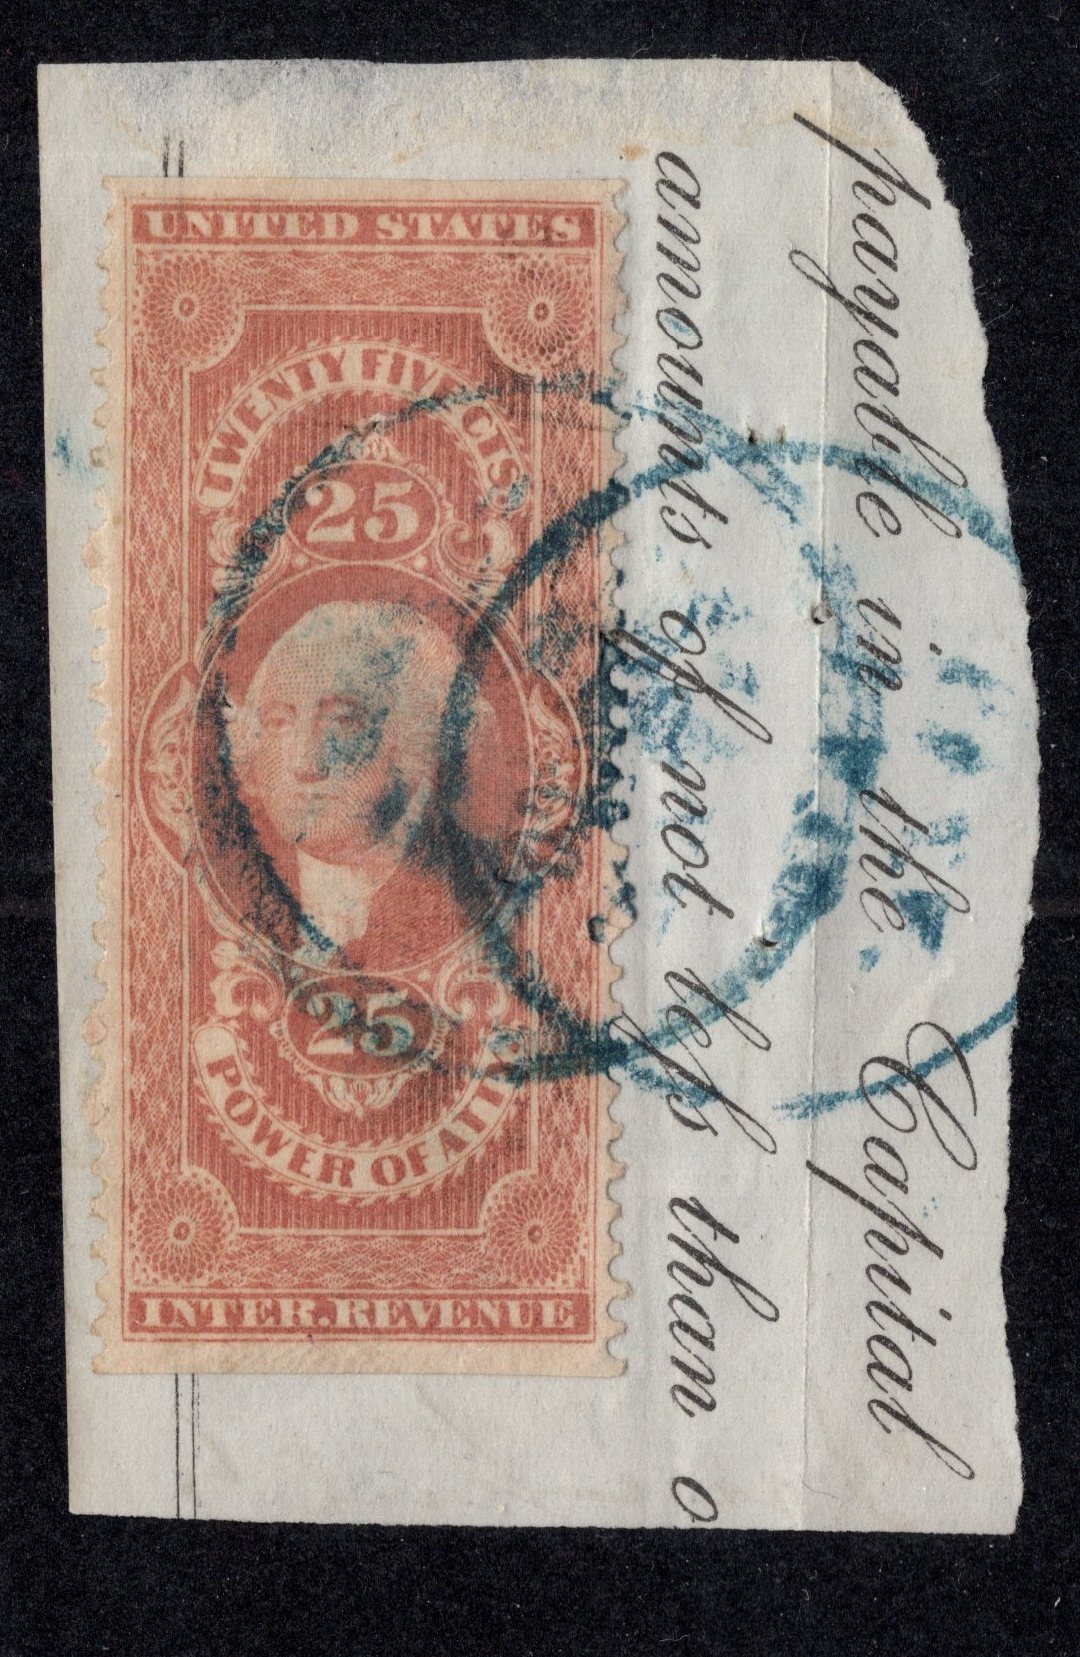 UNITED STATES
TWENTY FIVE CTS.
25
25
POWER OF ATT'Y
INTER. REVENUE
payable in the Capital
amounts of not less than o